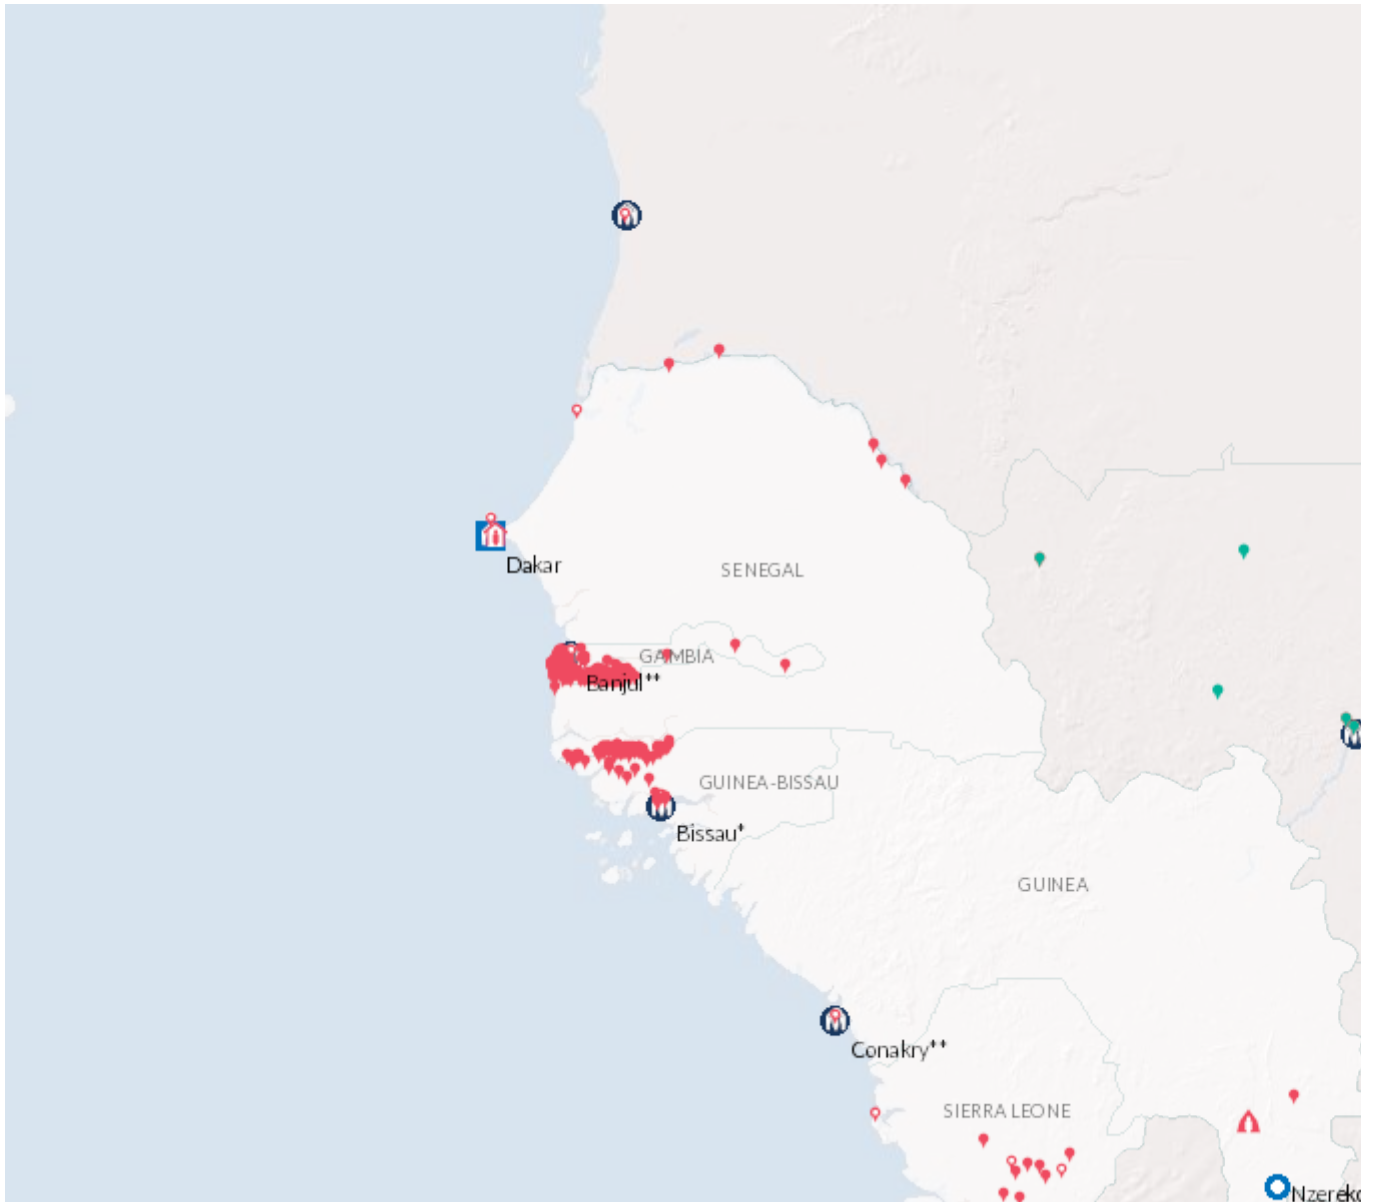 Dakar
SENEGAL
GAMBIA
Banjul**
GUINEA-BISSAU
Bissau*
GUINEA
Conakry**
SIERRA LEONE